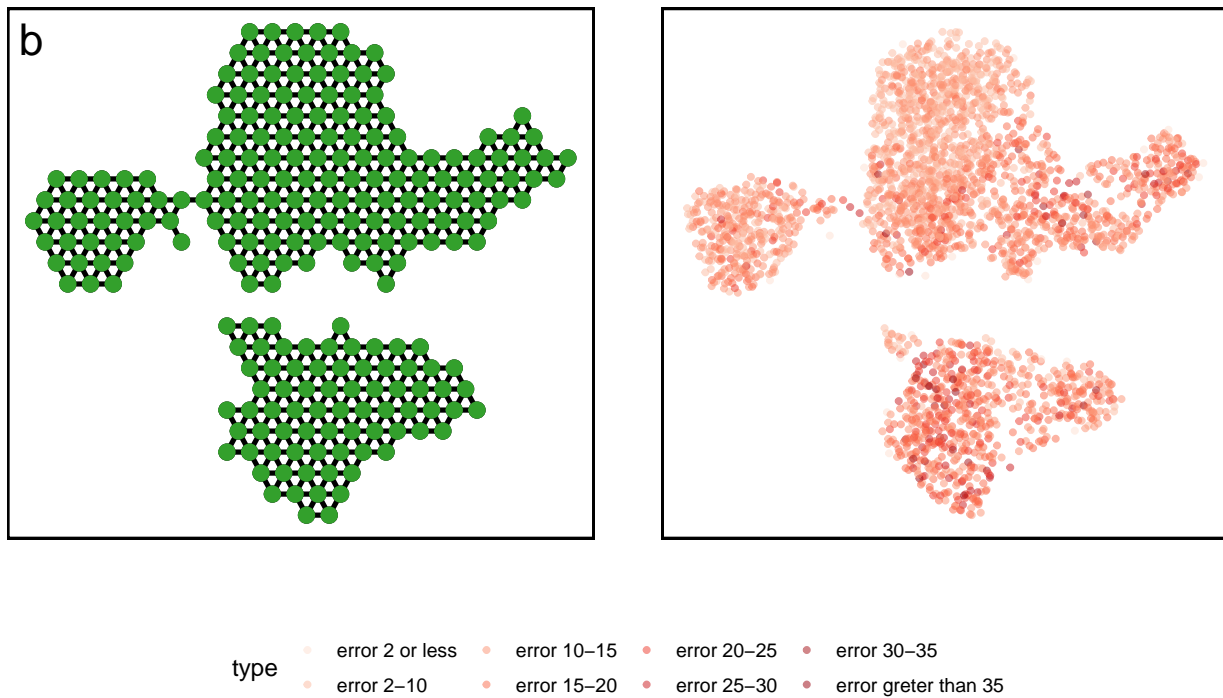 b
type
error 2 or less error 10–15 error 20–25 error 30–35
error 2–10 error 15–20 error 25–30 error greter than 35